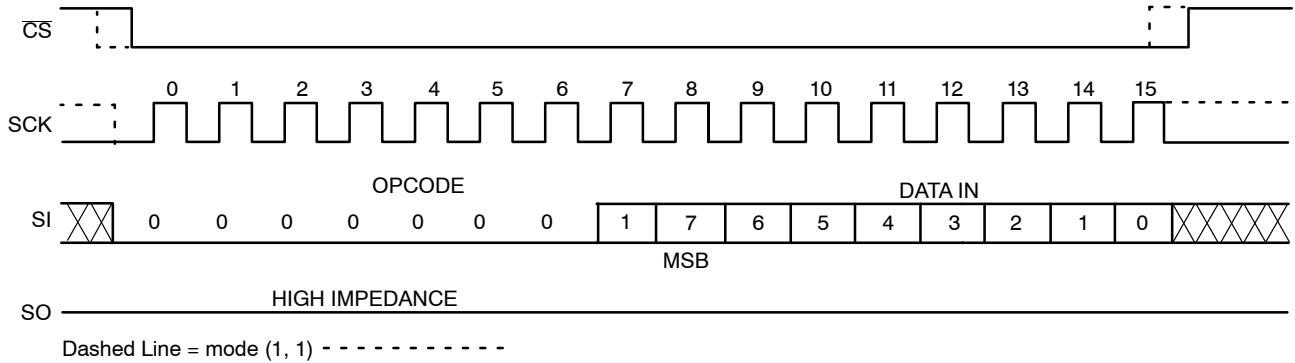 CS
0 1 2 3 4 5 6 7 8 9 10 11 12 13 14 15
SCK
OPCODE DATA IN
SI 0 0 0 0 0 0 0 1 7 6 5 4 3 2 1 0
MSB
HIGH IMPEDANCE
SO
Dashed Line = mode (1, 1)